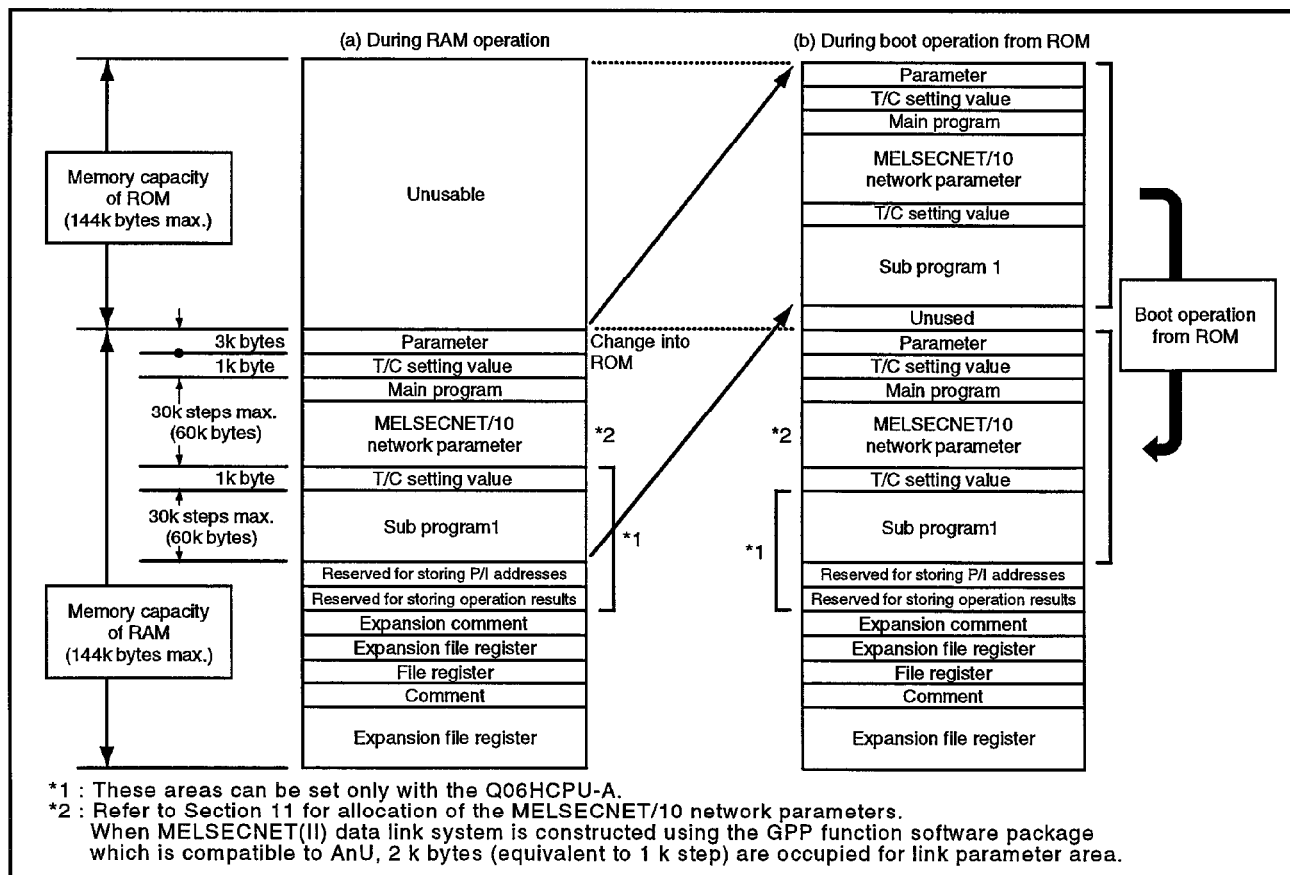 (a) During RAM operation
(b) During boot operation from ROM
Memory capacity
of ROM
(144k bytes max.)
3k bytes
1k byte
30k steps max.
(60k bytes)
1k byte
30k steps max.
(60k bytes)
Memory capacity
of RAM
(144k bytes max.)
Unusable
Parameter
T/C setting value
Main program
MELSECNET/10
network parameter
T/C setting value
Sub program1
Reserved for storing P/I addresses
Reserved for storing operation results
Expansion comment
Expansion file register
File register
Comment
Expansion file register
Change into
ROM
*2
*1
Parameter
T/C setting value
Main program
MELSECNET/10
network parameter
T/C setting value
Sub program 1
Unused
Parameter
T/C setting value
Main program
MELSECNET/10
network parameter
T/C setting value
Sub program1
Reserved for storing P/I addresses
Reserved for storing operation results
Expansion comment
Expansion file register
File register
Comment
Expansion file register
*2
*1
Boot operation
from ROM
*1 : These areas can be set only with the Q06HCPU-A.
*2 : Refer to Section 11 for allocation of the MELSECNET/10 network parameters.
When MELSECNET(II) data link system is constructed using the GPP function software package
which is compatible to AnU, 2 k bytes (equivalent to 1 k step) are occupied for link parameter area.